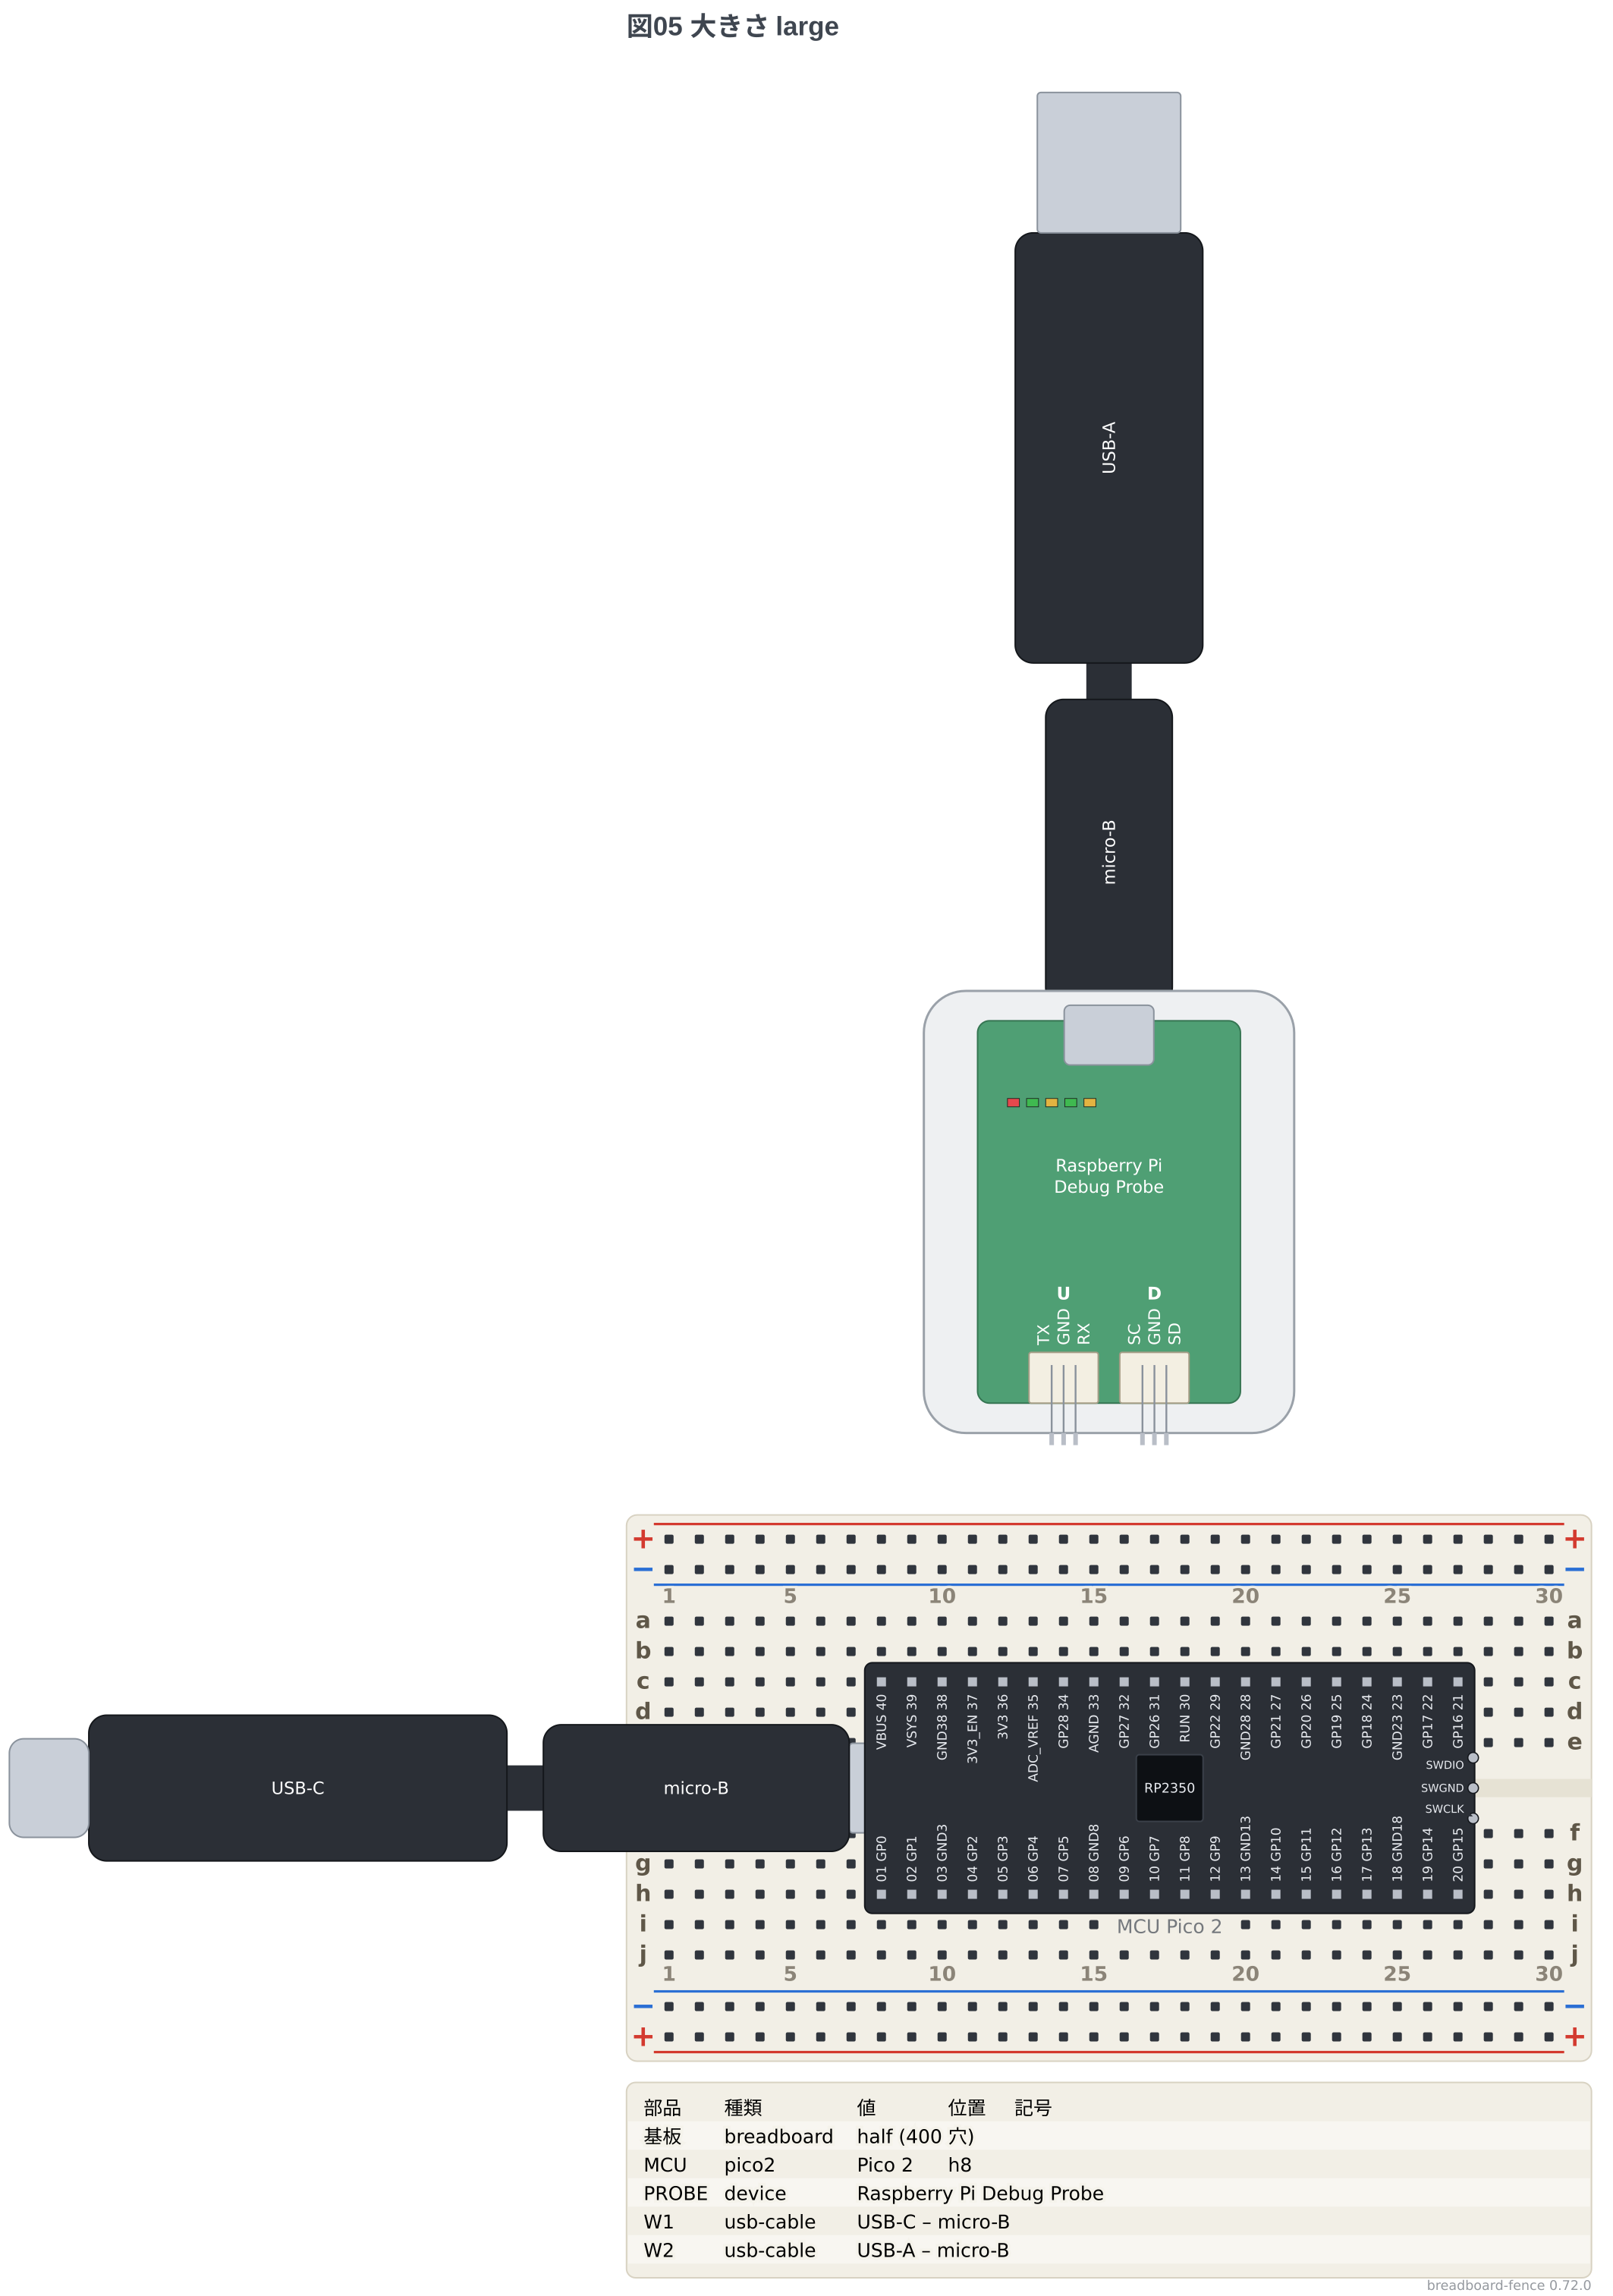 図05 大きさ large
USB-A
micro-B
Raspberry Pi
Debug Probe
U D
TX GND RX SC GND SD
+ +
− −
1 5 10 15 20 25 30
a a
b b
c c
d d
e e
VBUS 40 VSYS 39 GND38 38 3V3_EN 37 3V3 36 ADC_VREF 35 GP28 34 AGND 33 GP27 32 GP26 31 RUN 30 GP22 29 GND28 28 GP21 27 GP20 26 GP19 25 GP18 24 GND23 23 GP17 22 GP16 21
SWDIO
USB-C micro-B RP2350 SWGND
SWCLK
01 GP0 02 GP1 03 GND3 04 GP2 05 GP3 06 GP4 07 GP5 08 GND8 09 GP6 10 GP7 11 GP8 12 GP9 13 GND13 14 GP10 15 GP11 16 GP12 17 GP13 18 GND18 19 GP14 20 GP15
f
g g
h h
i MCU Pico 2 i
j j
1 5 10 15 20 25 30
− −
+ +
部品 種類 値 位置 記号
基板 breadboard half (400 穴)
MCU pico2 Pico 2 h8
PROBE device Raspberry Pi Debug Probe
W1 usb-cable USB-C – micro-B
W2 usb-cable USB-A – micro-B
breadboard-fence 0.72.0